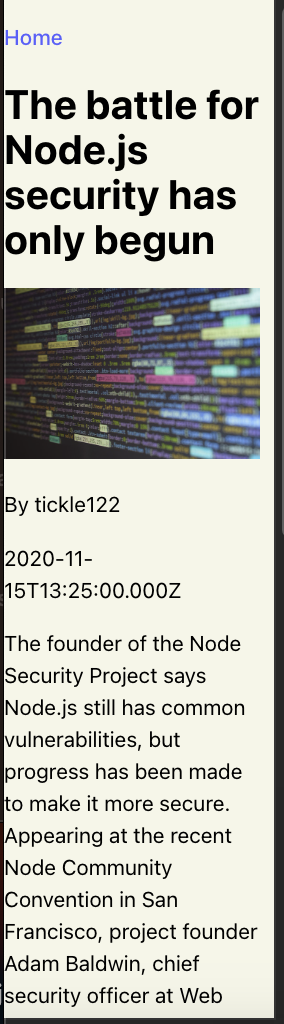 Home
The battle for
Node.js
security has
only begun
By tickle122
2020-11-
15T13:25:00.000Z
The founder of the Node
Security Project says
Node.js still has common
vulnerabilities, but
progress has been made
to make it more secure.
Appearing at the recent
Node Community
Convention in San
Francisco, project founder
Adam Baldwin, chief
security officer at Web